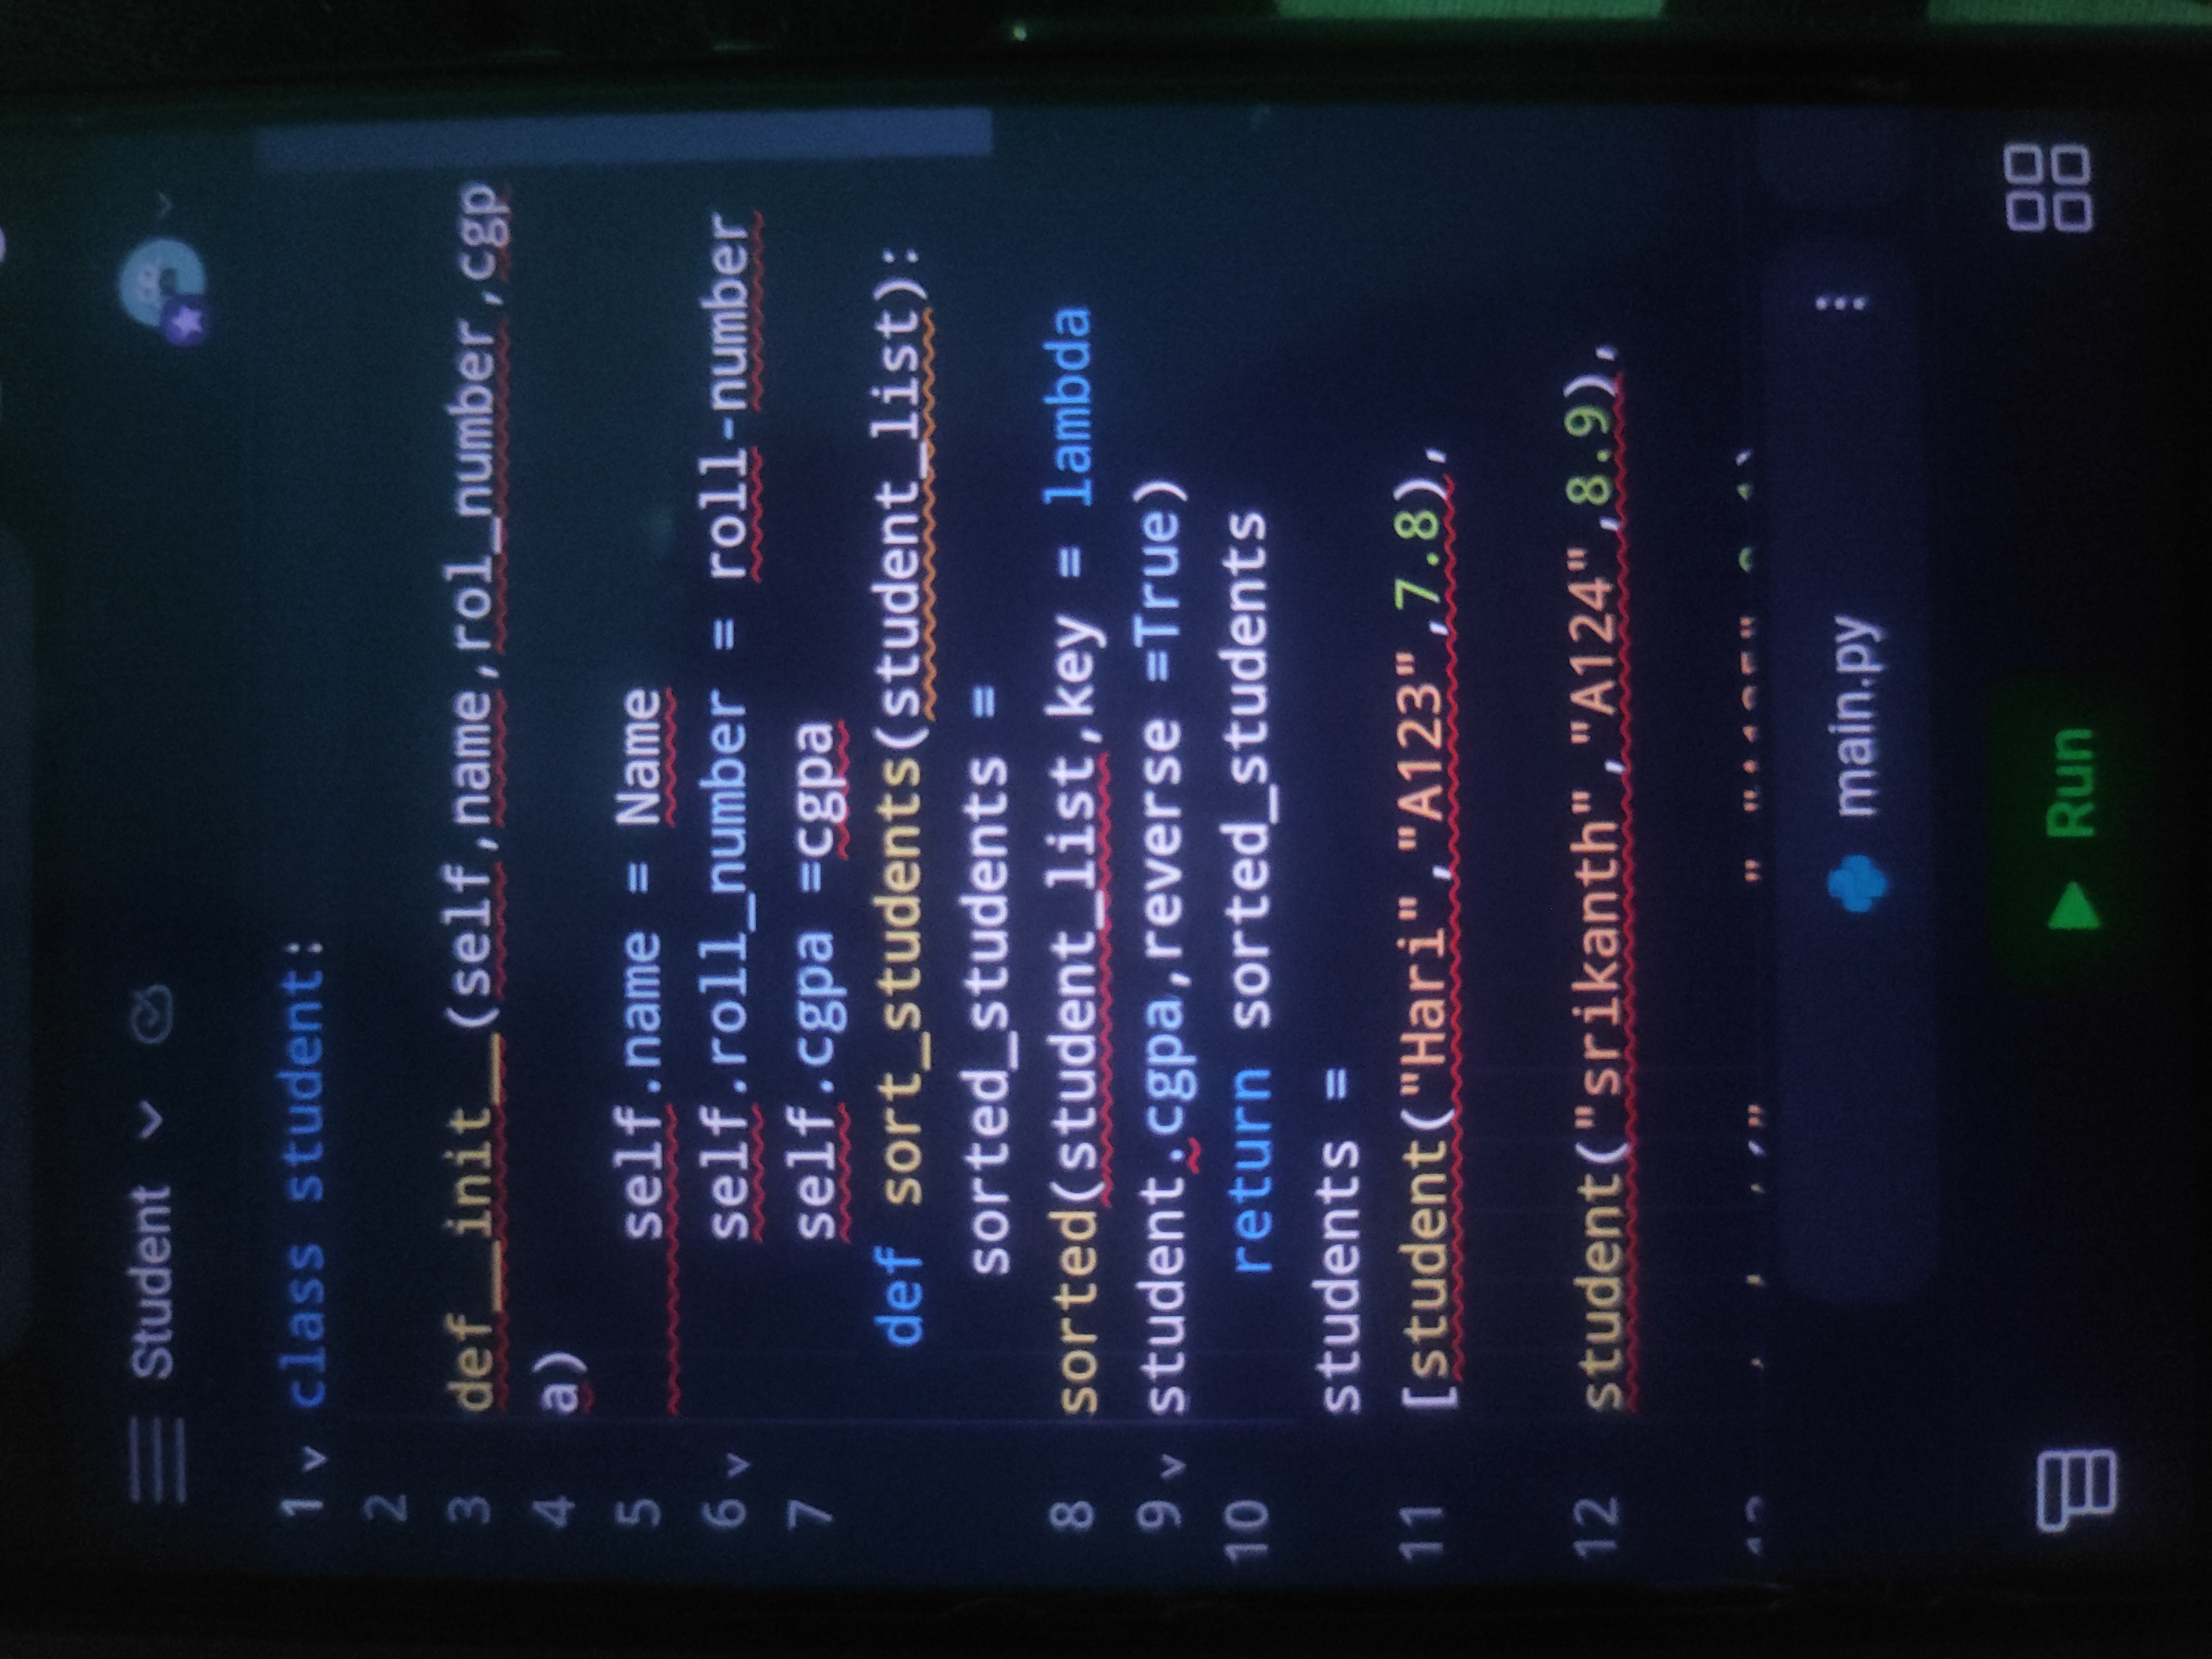 Student
1 class student:
2
3 def__init__(self,name,rol_number,cgp
4 a)
5 self.name = Name
6 self.roll_number = roll-number
7 self.cgpa =cgpa
def sort_students(student_list):
sorted_students =
8 sorted(student_list,key = lambda
9 student.cgpa,reverse =True)
10 return sorted_students
students =
11 [student("Hari","A123",7.8),
12 student("srikanth","A124",8.9),
main.py
Run